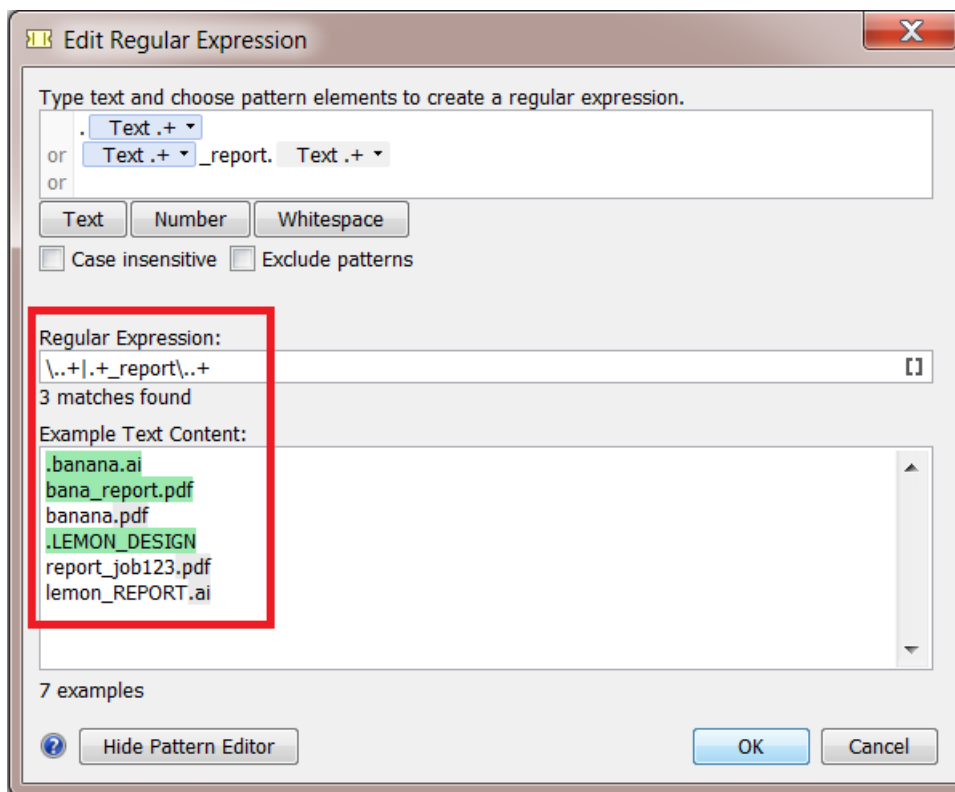 Edit Regular Expression
X
Type text and choose pattern elements to create a regular expression.
. Text .+
or Text .+ _report. Text .+
or
Text Number Whitespace
Case insensitive Exclude patterns
Regular Expression:
\..+|.+_report\..+ []
3 matches found
Example Text Content:
.banana.ai
bana_report.pdf
banana.pdf
.LEMON_DESIGN
report_job123.pdf
lemon_REPORT.ai
7 examples
? Hide Pattern Editor OK Cancel